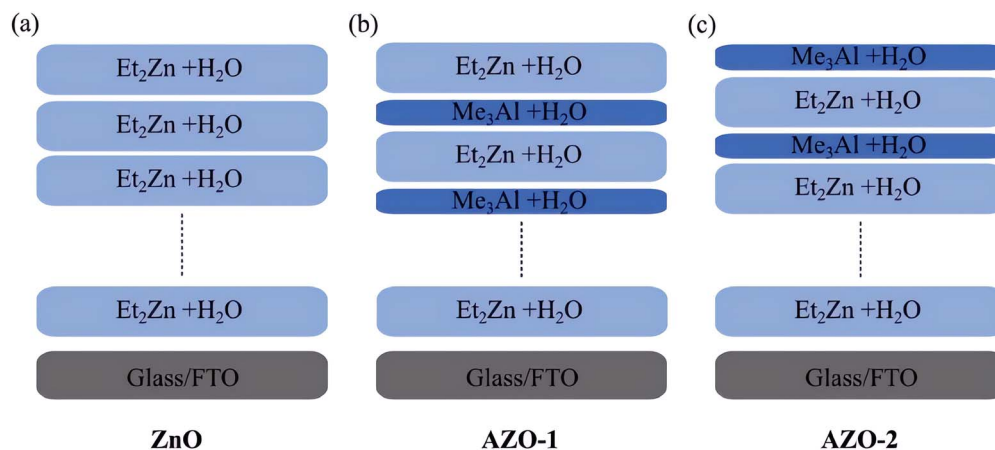 (a)
Et₂Zn +H₂O
Et₂Zn +H₂O
Et₂Zn +H₂O
Et₂Zn +H₂O
Glass/FTO
ZnO
(b)
Et₂Zn +H₂O
Me₃Al +H₂O
Et₂Zn +H₂O
Me₃Al +H₂O
Et₂Zn +H₂O
Glass/FTO
AZO-1
(c)
Me₃Al +H₂O
Et₂Zn +H₂O
Me₃Al +H₂O
Et₂Zn +H₂O
Et₂Zn +H₂O
Glass/FTO
AZO-2